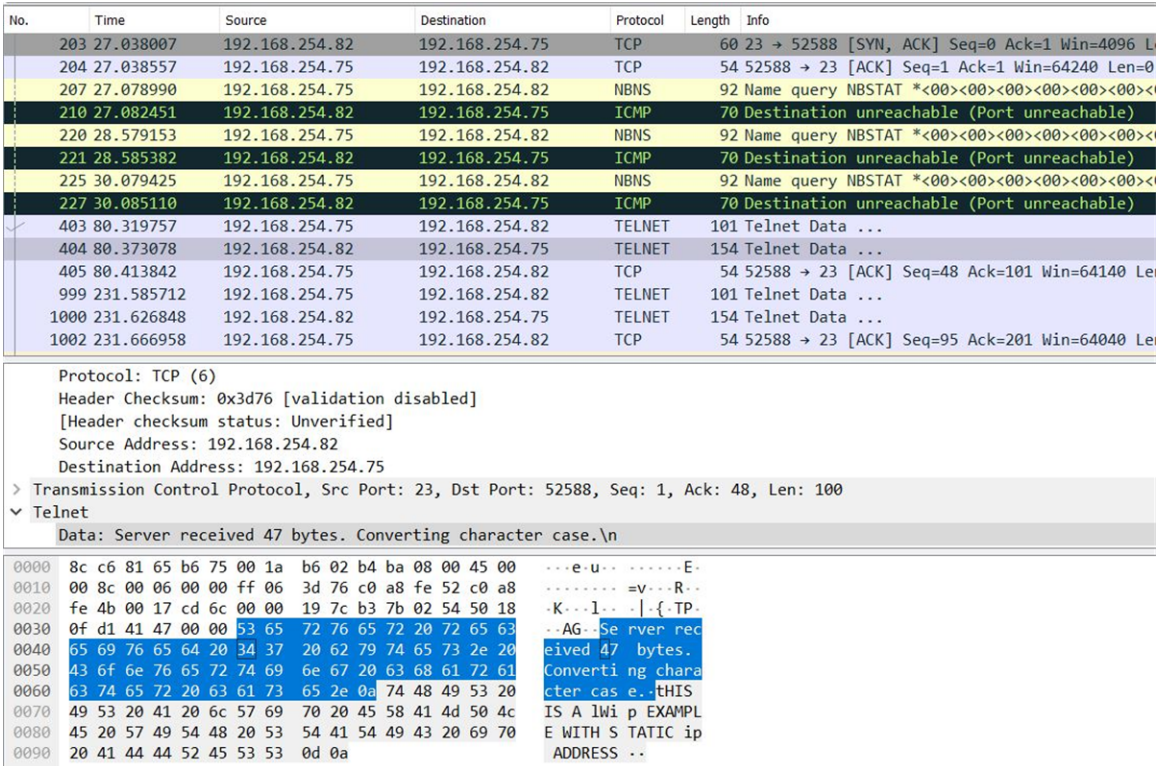 No. Time Source Destination Protocol Length Info
203 27.038007 192.168.254.82 192.168.254.75 TCP 60 23 → 52588 [SYN, ACK] Seq=0 Ack=1 Win=4096 L
204 27.038557 192.168.254.75 192.168.254.82 TCP 54 52588 → 23 [ACK] Seq=1 Ack=1 Win=64240 Len=0
207 27.078990 192.168.254.75 192.168.254.82 NBNS 92 Name query NBSTAT *<00><00><00><00><00><00><
210 27.082451 192.168.254.82 192.168.254.75 ICMP 70 Destination unreachable (Port unreachable)
220 28.579153 192.168.254.75 192.168.254.82 NBNS 92 Name query NBSTAT *<00><00><00><00><00><00><
221 28.585382 192.168.254.82 192.168.254.75 ICMP 70 Destination unreachable (Port unreachable)
225 30.079425 192.168.254.75 192.168.254.82 NBNS 92 Name query NBSTAT *<00><00><00><00><00><00><
227 30.085110 192.168.254.82 192.168.254.75 ICMP 70 Destination unreachable (Port unreachable)
403 80.319757 192.168.254.75 192.168.254.82 TELNET 101 Telnet Data ...
404 80.373078 192.168.254.82 192.168.254.75 TELNET 154 Telnet Data ...
405 80.413842 192.168.254.75 192.168.254.82 TCP 54 52588 → 23 [ACK] Seq=48 Ack=101 Win=64140 Le
999 231.585712 192.168.254.75 192.168.254.82 TELNET 101 Telnet Data ...
1000 231.626848 192.168.254.82 192.168.254.75 TELNET 154 Telnet Data ...
1002 231.666958 192.168.254.75 192.168.254.82 TCP 54 52588 → 23 [ACK] Seq=95 Ack=201 Win=64040 Le
Protocol: TCP (6)
Header Checksum: 0x3d76 [validation disabled]
[Header checksum status: Unverified]
Source Address: 192.168.254.82
Destination Address: 192.168.254.75
Transmission Control Protocol, Src Port: 23, Dst Port: 52588, Seq: 1, Ack: 48, Len: 100
Telnet
Data: Server received 47 bytes. Converting character case.\n
0000 8c c6 81 65 b6 75 00 1a b6 02 b4 ba 08 00 45 00 ···e·u·· ······E·
0010 00 8c 00 06 00 00 ff 06 3d 76 c0 a8 fe 52 c0 a8 ········ =v···R··
0020 fe 4b 00 17 cd 6c 00 00 19 7c b3 7b 02 54 50 18 ·K···l·· ·|·{·TP·
0030 0f d1 41 47 00 00 53 65 72 76 65 72 20 72 65 63 ··AG··Se rver rec
0040 65 69 76 65 64 20 34 37 20 62 79 74 65 73 2e 20 eived 47 bytes.
0050 43 6f 6e 76 65 72 74 69 6e 67 20 63 68 61 72 61 Converti ng chara
0060 63 74 65 72 20 63 61 73 65 2e 0a 74 48 49 53 20 cter cas e.·tHIS
0070 49 53 20 41 20 6c 57 69 70 20 45 58 41 4d 50 4c IS A lWi p EXAMPL
0080 45 20 57 49 54 48 20 53 54 41 54 49 43 20 69 70 E WITH S TATIC ip
0090 20 41 44 44 52 45 53 53 0d 0a ADDRESS ··